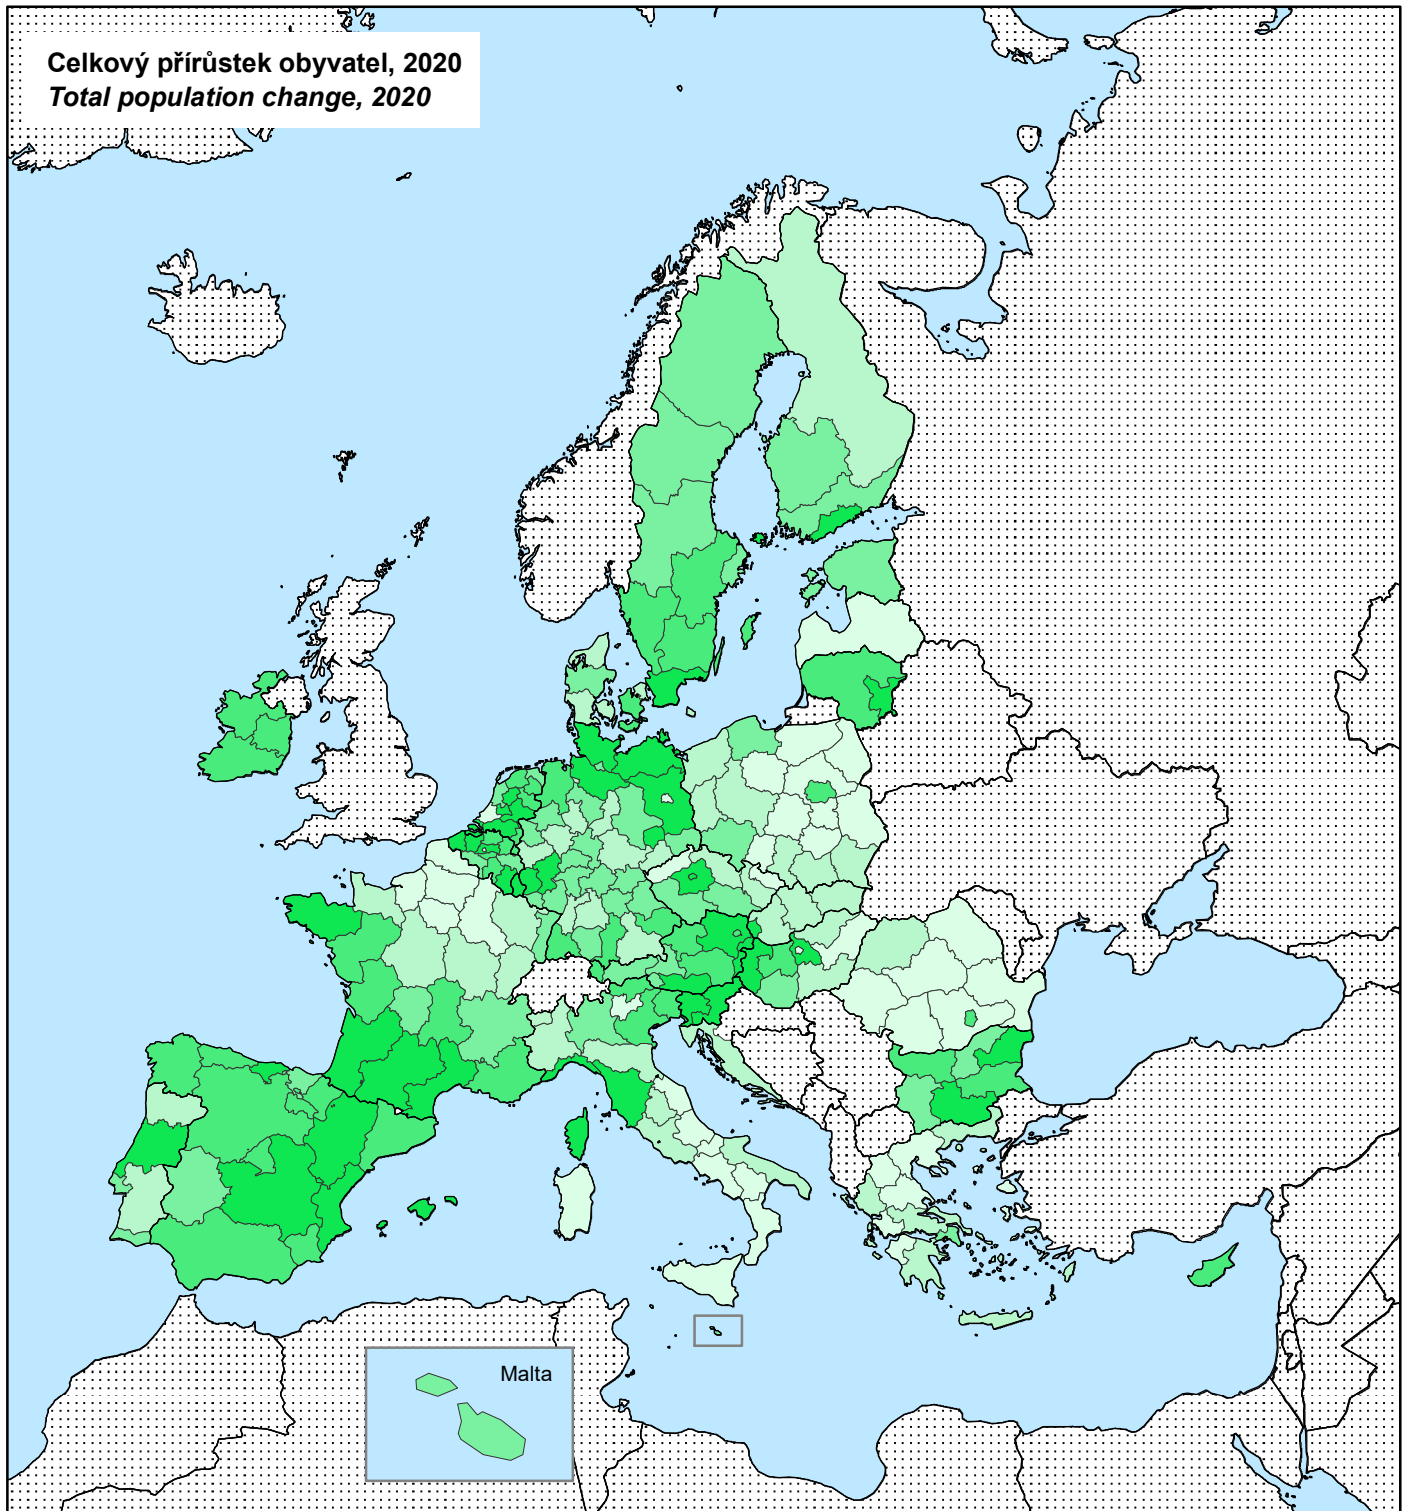 Celkový přírůstek obyvatel, 2020
Total population change, 2020
Malta